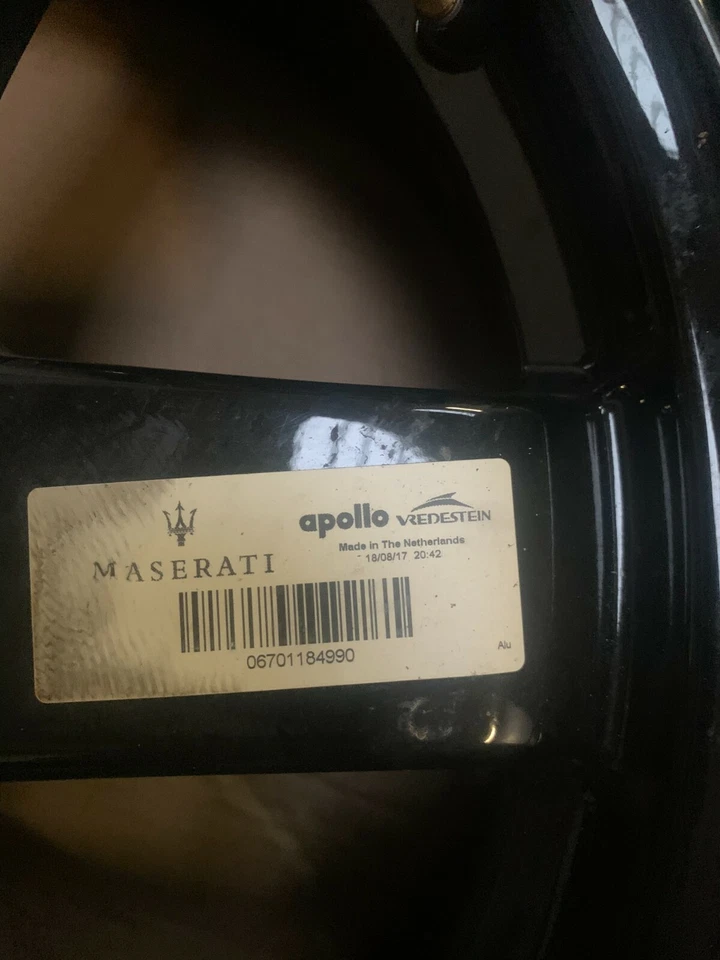 MASERATI
apollo VREDESTEIN
Made in The Netherlands
18/08/17 20:42
06701184990
Alu